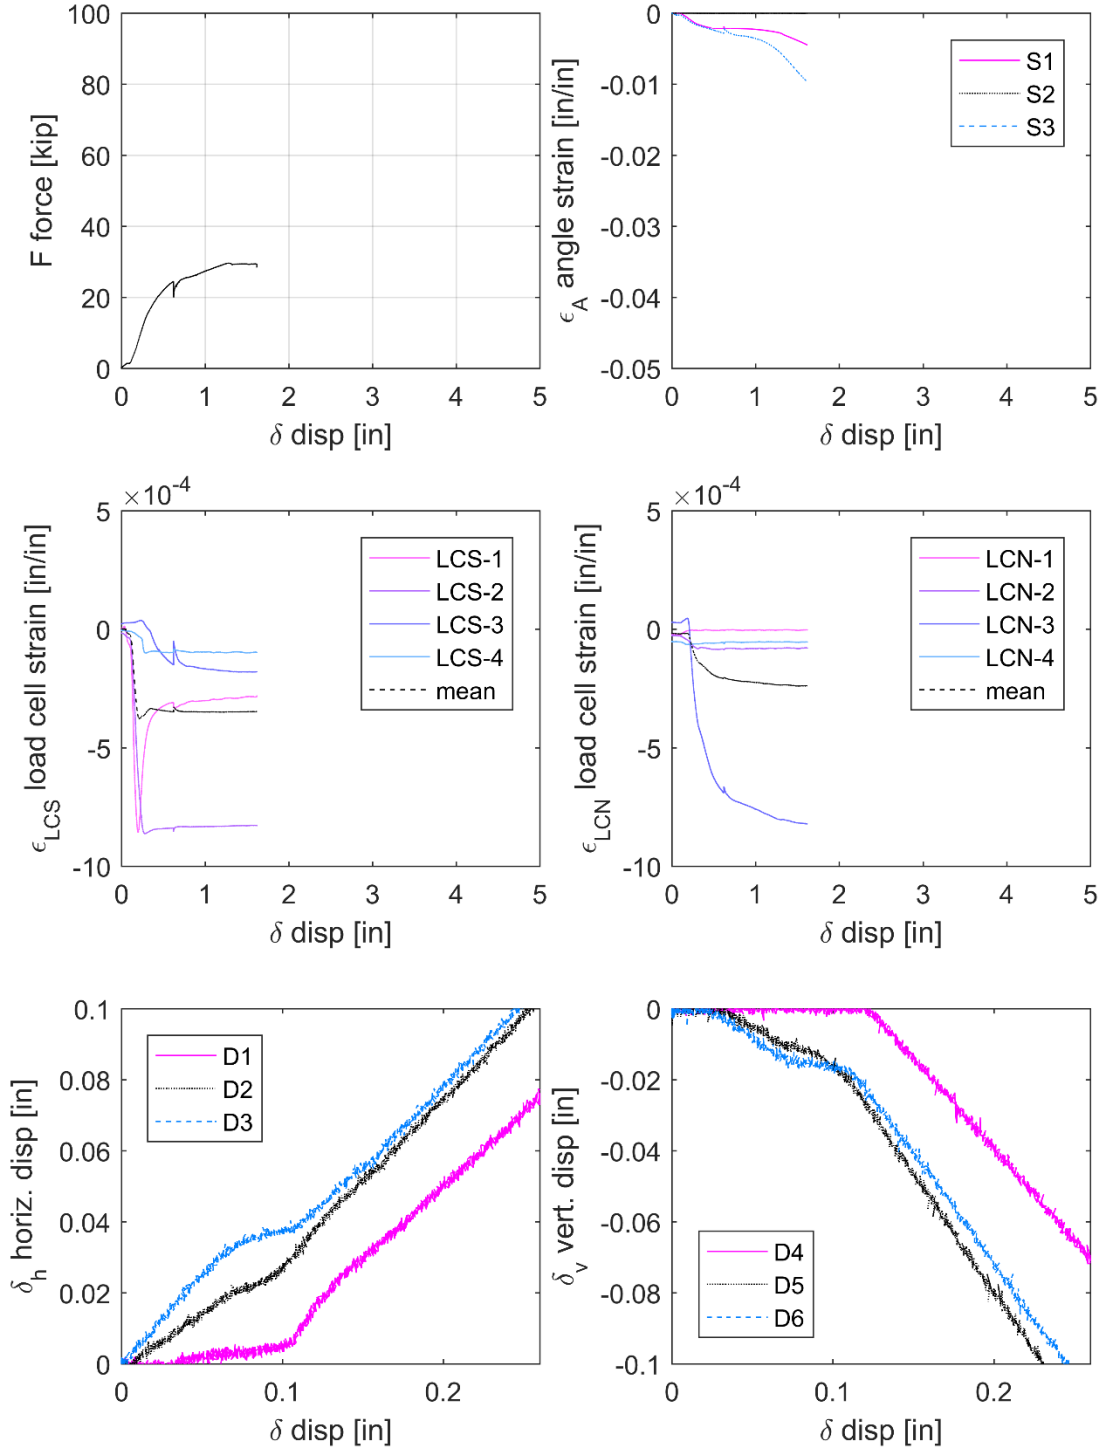 100
80
60
40
20
0
F force [kip]
0 1 2 3 4 5
δ disp [in]
0
-0.01
-0.02
-0.03
-0.04
-0.05
ϵA angle strain [in/in]
S1
S2
S3
0 1 2 3 4 5
δ disp [in]
×10-4
5
0
-5
-10
ϵLCS load cell strain [in/in]
LCS-1
LCS-2
LCS-3
LCS-4
mean
0 1 2 3 4 5
δ disp [in]
×10-4
5
0
-5
-10
ϵLCN load cell strain [in/in]
LCN-1
LCN-2
LCN-3
LCN-4
mean
0 1 2 3 4 5
δ disp [in]
0.1
0.08
0.06
0.04
0.02
0
δh horiz. disp [in]
D1
D2
D3
0 0.1 0.2
δ disp [in]
0
-0.02
-0.04
-0.06
-0.08
-0.1
δv vert. disp [in]
D4
D5
D6
0 0.1 0.2
δ disp [in]